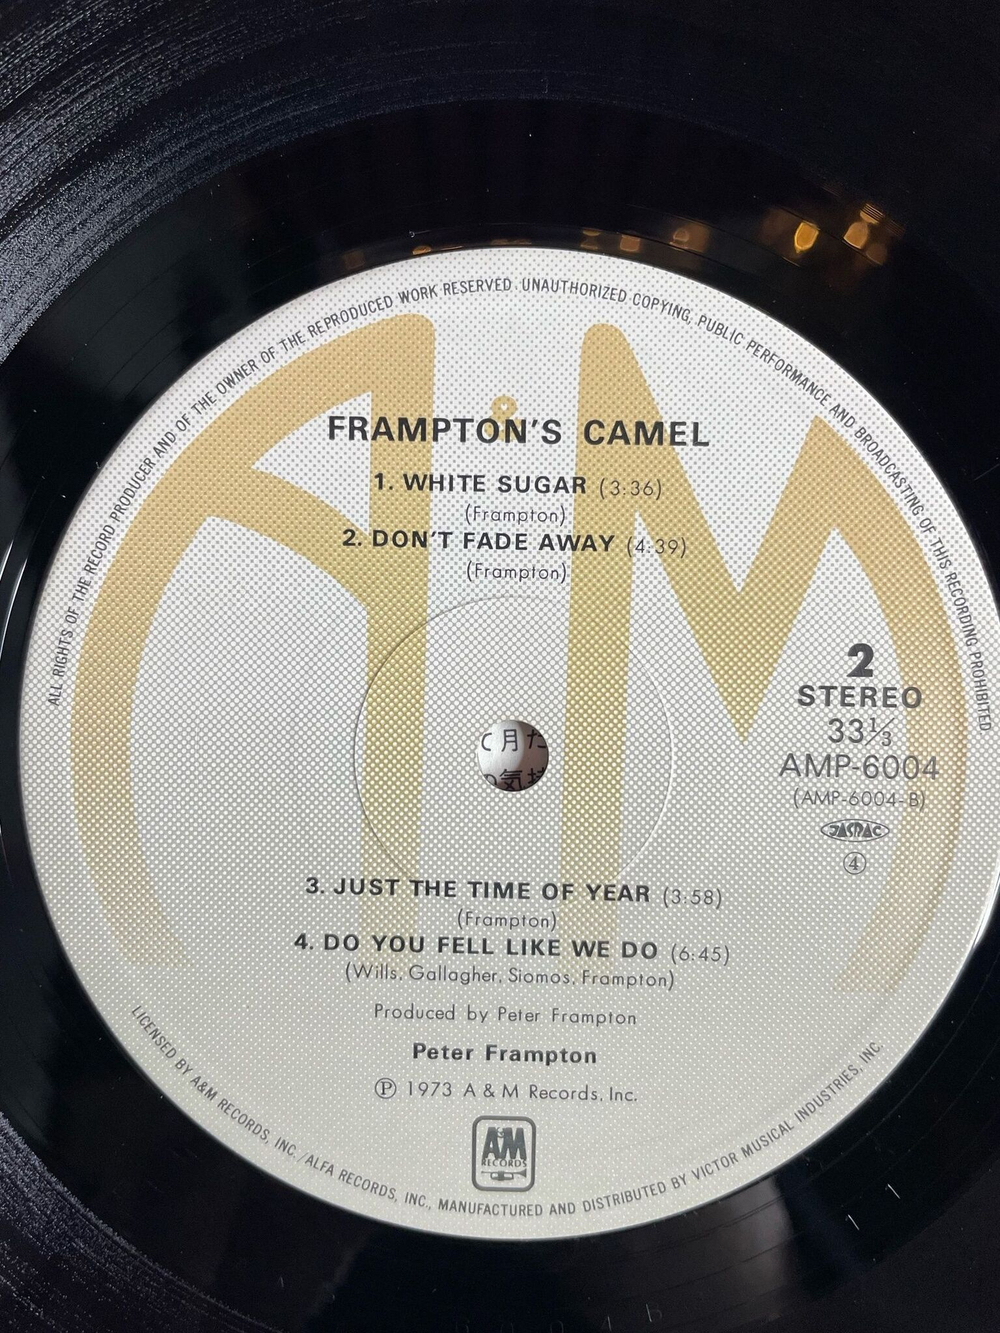 ALL RIGHTS OF THE RECORD PRODUCER AND OF THE OWNER OF THE REPRODUCED WORK RESERVED. UNAUTHORIZED COPYING, PUBLIC PERFORMANCE AND BROADCASTING OF THIS RECORDING PROHIBITED
A&M
FRAMPTON'S CAMEL
1. WHITE SUGAR (3:36)
(Frampton)
2. DON'T FADE AWAY (4:39)
(Frampton)
2
STEREO
33⅓
AMP-6004
(AMP-6004-B)
JASRAC
④
月た
気持
3. JUST THE TIME OF YEAR (3:58)
(Frampton)
4. DO YOU FELL LIKE WE DO (6:45)
(Wills, Gallagher, Siomos, Frampton)
Produced by Peter Frampton
Peter Frampton
Ⓟ 1973 A & M Records, Inc.
A&M
RECORDS
LICENSED BY A&M RECORDS, INC./ALFA RECORDS, INC., MANUFACTURED AND DISTRIBUTED BY VICTOR MUSICAL INDUSTRIES, INC.